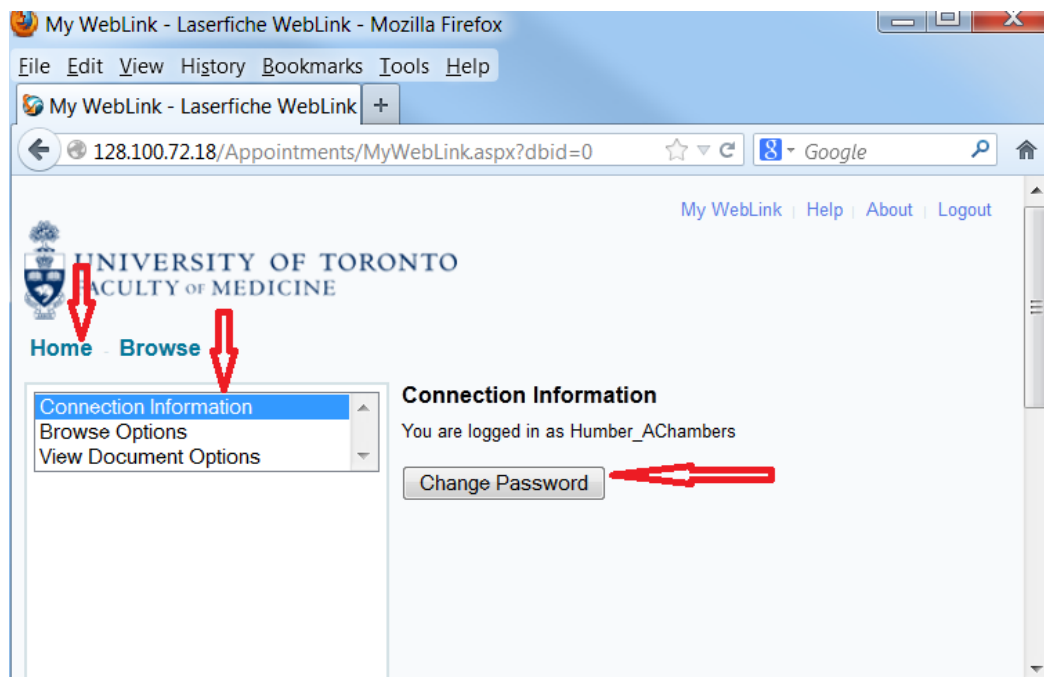 My WebLink - Laserfiche WebLink - Mozilla Firefox
File Edit View History Bookmarks Tools Help
My WebLink - Laserfiche WebLink +
128.100.72.18/Appointments/MyWebLink.aspx?dbid=0 8 Google
My WebLink | Help | About | Logout
UNIVERSITY OF TORONTO
FACULTY OF MEDICINE
Home - Browse
Connection Information
Browse Options
View Document Options
Connection Information
You are logged in as Humber_AChambers
Change Password